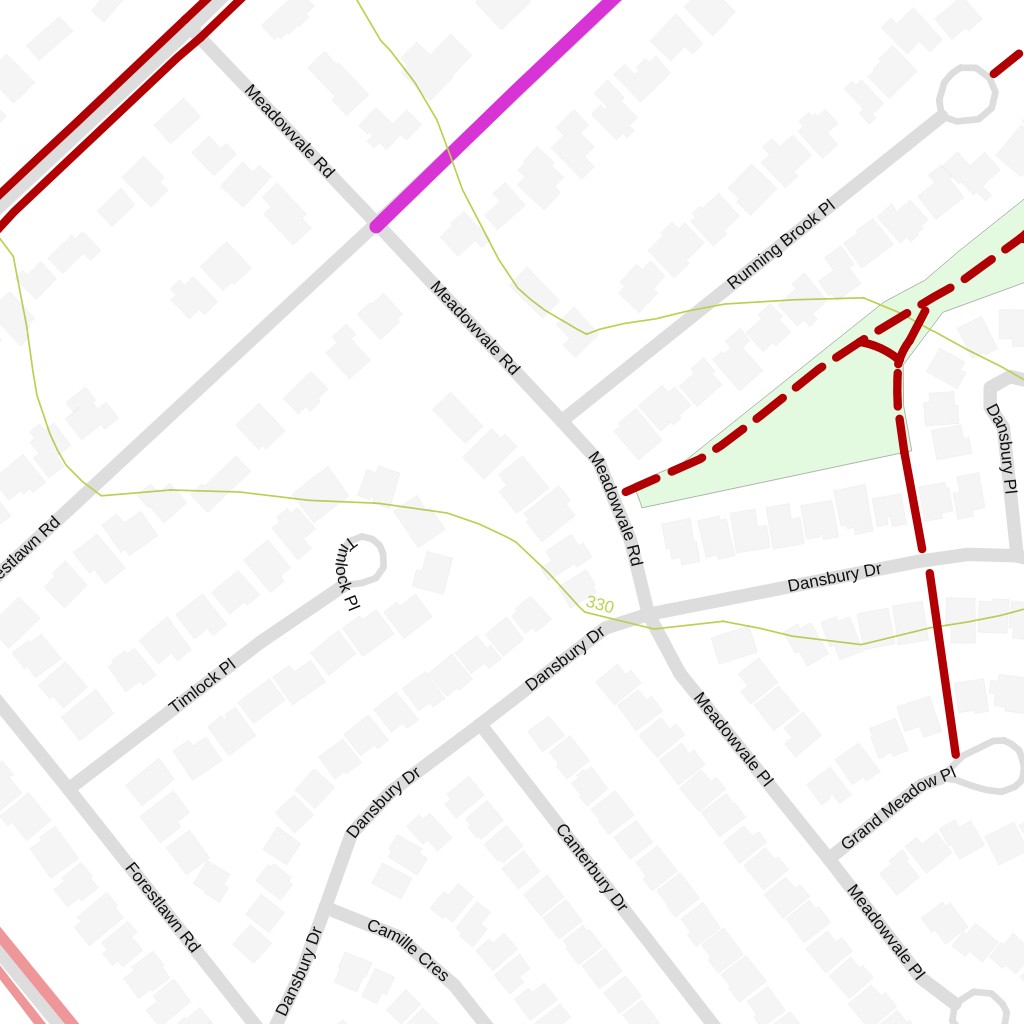 Meadowvale Rd
Running Brook Pl
Meadowvale Rd
Dansbury Pl
Meadowvale Rd
estlawn Rd
Timlock Pl
Dansbury Dr
330
Dansbury Dr
Timlock Pl
Meadowvale Pl
Dansbury Dr
Grand Meadow Pl
Canterbury Dr
Forestlawn Rd
Meadowvale Pl
Camille Cres
Dansbury Dr